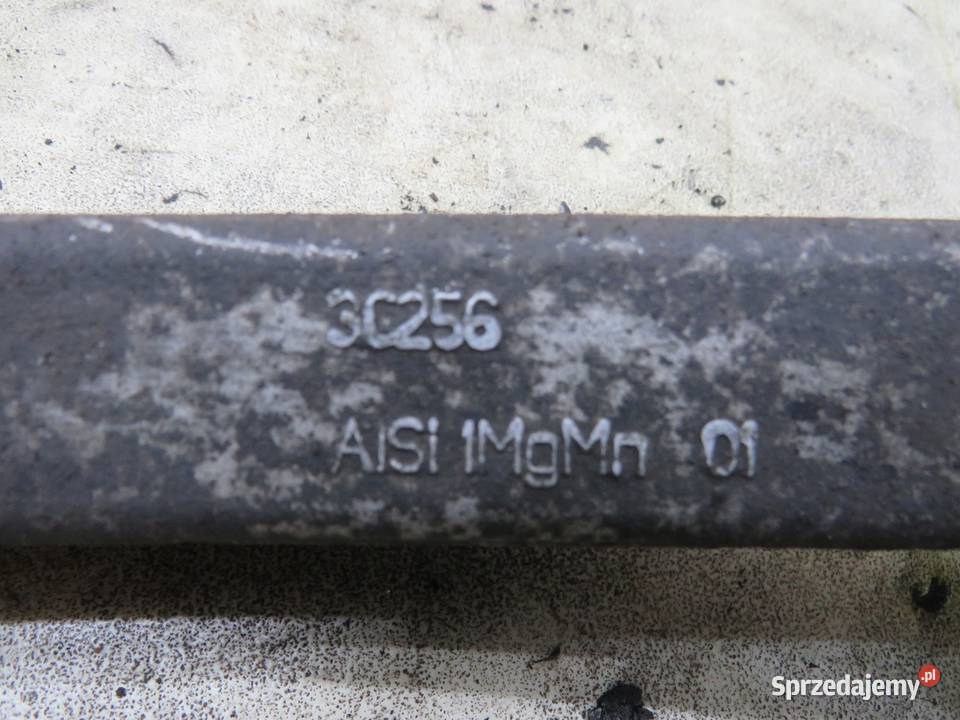 3C256
AlSi 1MgMn 01
Sprzedajemy.pl